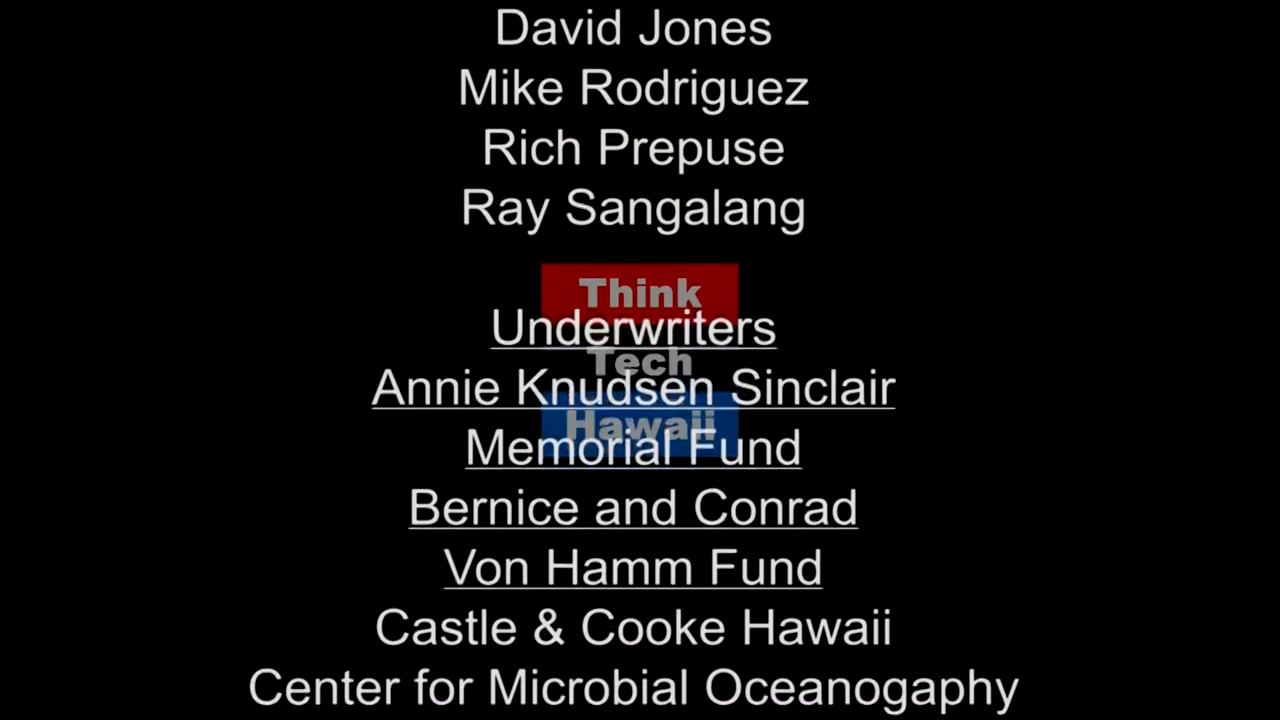 David Jones
Mike Rodriguez
Rich Prepuse
Ray Sangalang
Think
Underwriters
Tech
Annie Knudsen Sinclair
Hawaii
Memorial Fund
Bernice and Conrad
Von Hamm Fund
Castle & Cooke Hawaii
Center for Microbial Oceanogaphy